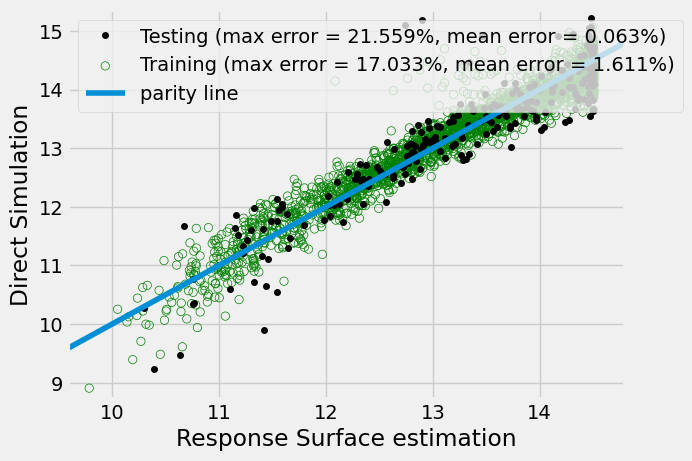 Testing (max error = 21.559%, mean error = 0.063%)
Training (max error = 17.033%, mean error = 1.611%)
parity line
15
14
13
12
11
10
9
Direct Simulation
10 11 12 13 14
Response Surface estimation